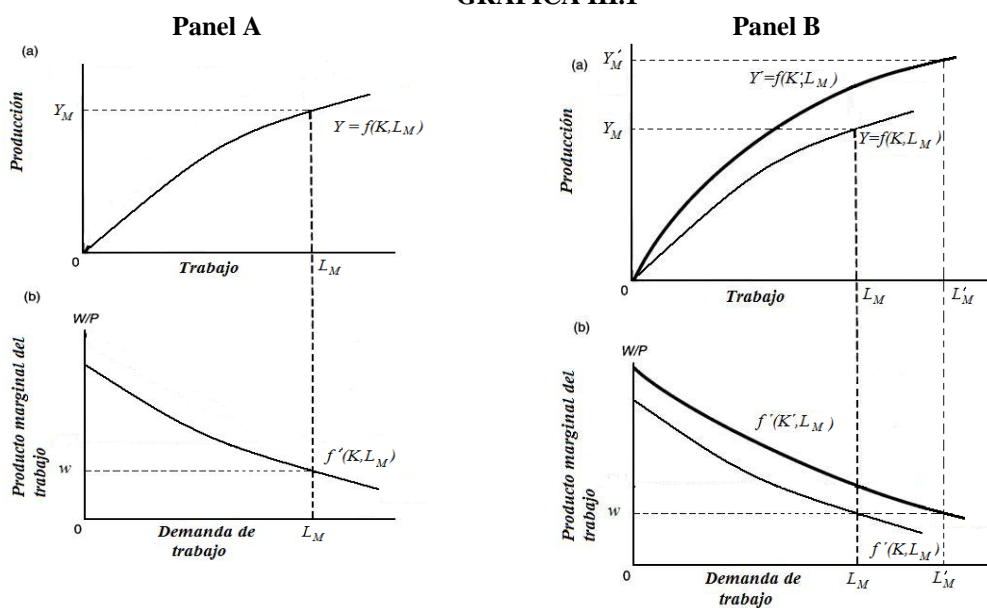 GRÁFICA III.1
Panel A
(a)
Producción
Y_M
Y = f(K,L_M)
0
Trabajo
L_M
(b)
W/P
Producto marginal del
trabajo
w
f´(K,L_M)
0
Demanda de
trabajo
L_M
Panel B
(a)
Producción
Y´_M
Y´=f(K´,L_M)
Y_M
Y=f(K,L_M)
0
Trabajo
L_M
L´_M
(b)
W/P
Producto marginal del
trabajo
f´(K´,L_M)
w
f´(K,L_M)
0
Demanda de
trabajo
L_M
L´_M